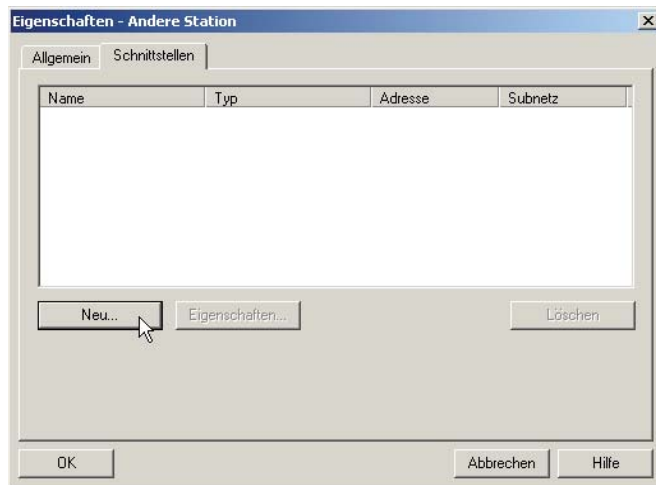 Eigenschaften - Andere Station
Allgemein Schnittstellen
Name Typ Adresse Subnetz
Neu... Eigenschaften... Löschen
OK Abbrechen Hilfe